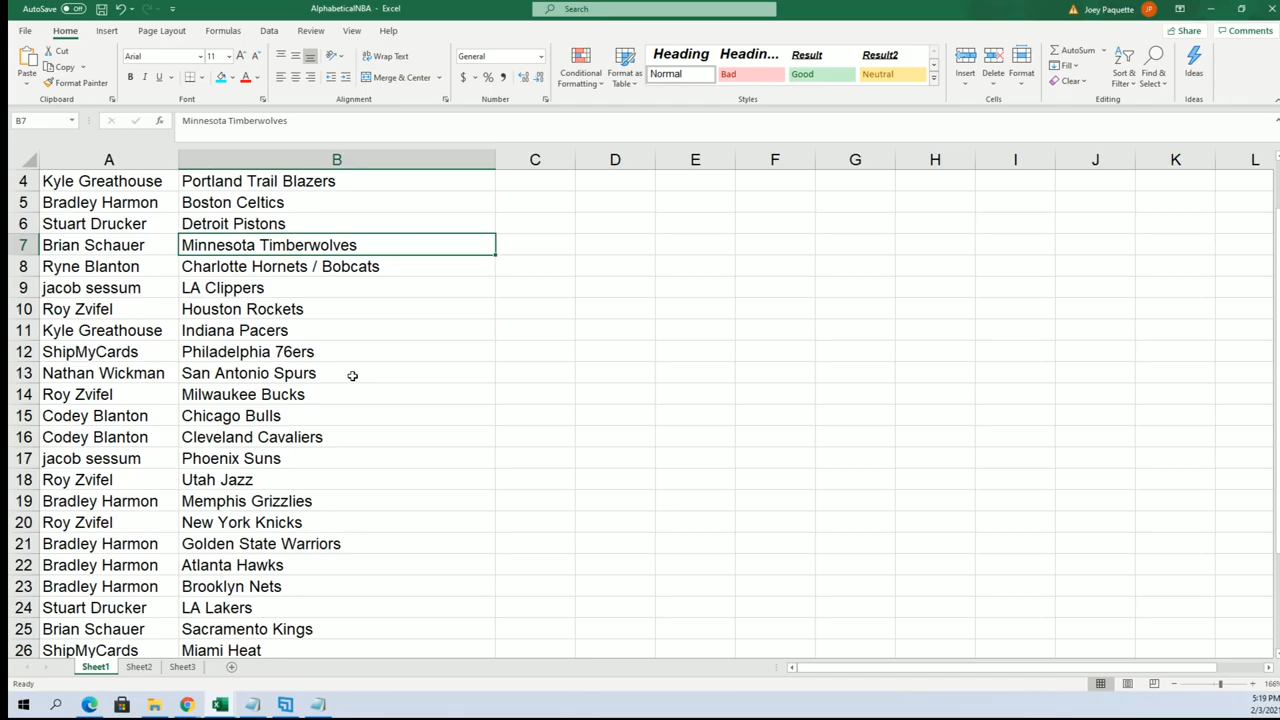 AutoSave Off AlphabeticalNBA - Excel Search Joey Paquette JP
File Home Insert Page Layout Formulas Data Review View Help Share Comments
Paste Cut Copy Format Painter Clipboard
Arial 11 B I U A A A Font
Wrap Text Merge & Center Alignment
General $ % Number
Conditional Formatting Format as Table
Heading Headin... Result Result2
Normal Bad Good Neutral
Styles
Insert Delete Format Cells
AutoSum Fill Clear Sort & Filter Find & Select Editing
Ideas Ideas
B7 fx Minnesota Timberwolves
A B C D E F G H I J K L
4 Kyle Greathouse Portland Trail Blazers
5 Bradley Harmon Boston Celtics
6 Stuart Drucker Detroit Pistons
7 Brian Schauer Minnesota Timberwolves
8 Ryne Blanton Charlotte Hornets / Bobcats
9 jacob sessum LA Clippers
10 Roy Zvifel Houston Rockets
11 Kyle Greathouse Indiana Pacers
12 ShipMyCards Philadelphia 76ers
13 Nathan Wickman San Antonio Spurs
14 Roy Zvifel Milwaukee Bucks
15 Codey Blanton Chicago Bulls
16 Codey Blanton Cleveland Cavaliers
17 jacob sessum Phoenix Suns
18 Roy Zvifel Utah Jazz
19 Bradley Harmon Memphis Grizzlies
20 Roy Zvifel New York Knicks
21 Bradley Harmon Golden State Warriors
22 Bradley Harmon Atlanta Hawks
23 Bradley Harmon Brooklyn Nets
24 Stuart Drucker LA Lakers
25 Brian Schauer Sacramento Kings
26 ShipMyCards Miami Heat
Sheet1 Sheet2 Sheet3
Ready 166%
5:19 PM
2/3/2021